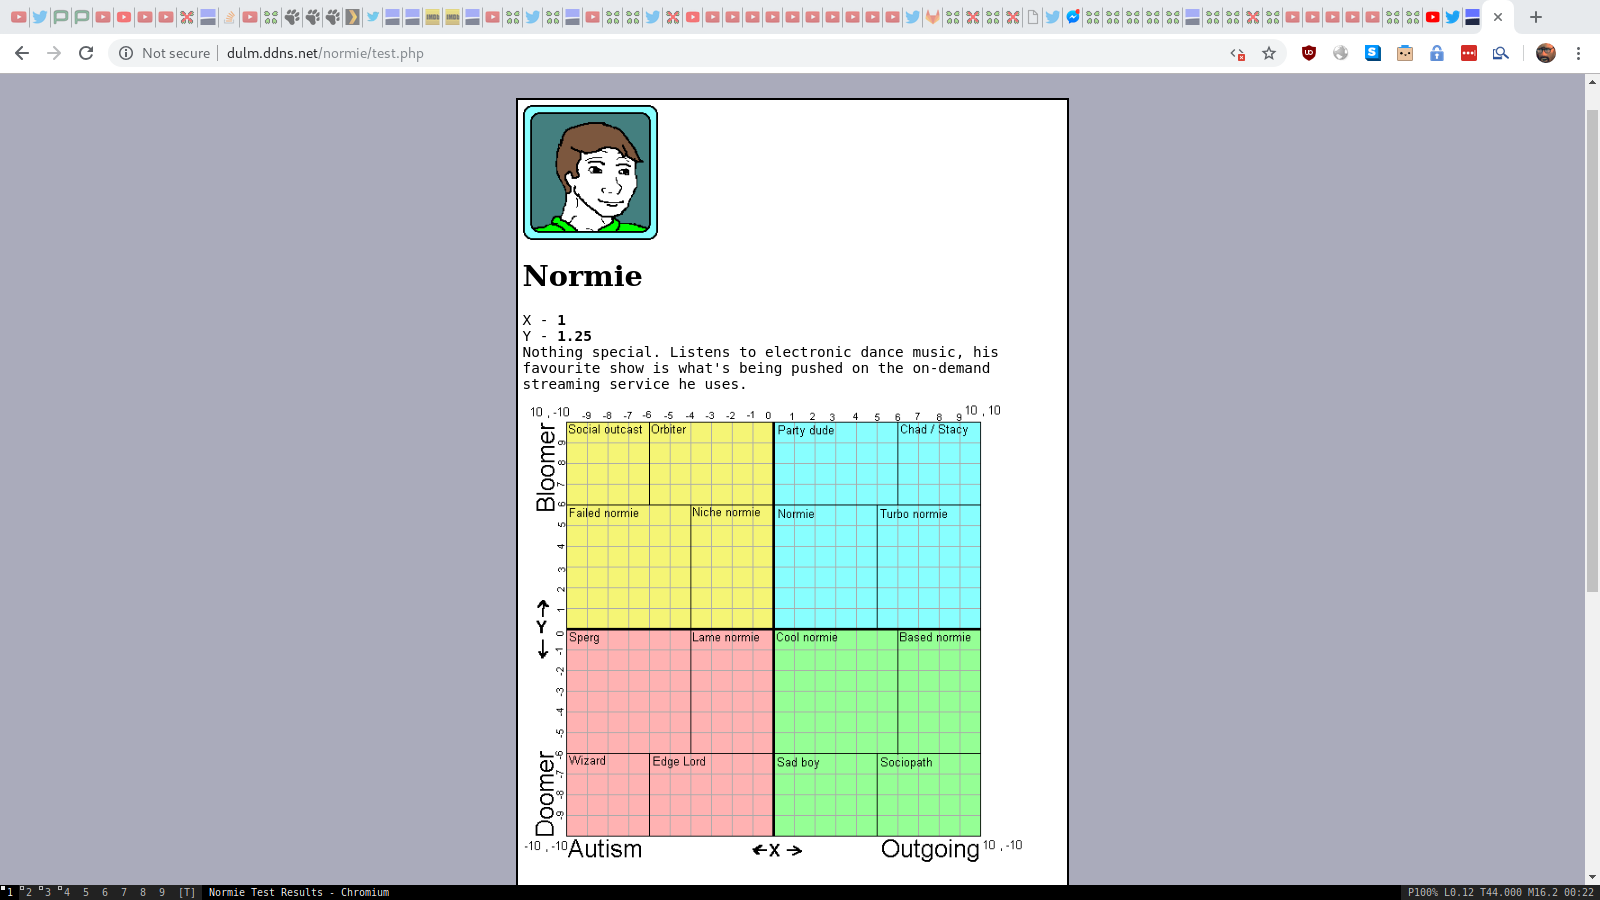 Not secure
dulm.ddns.net/normie/test.php
Normie
X - 1
Y - 1.25
Nothing special. Listens to electronic dance music, his
favourite show is what's being pushed on the on-demand
streaming service he uses.
10 , -10 -9 -8 -7 -6 -5 -4 -3 -2 -1 0 1 2 3 4 5 6 7 8 9 10 , 10
Bloomer
Social outcast Orbiter Party dude Chad / Stacy
9
8
7
6
Failed normie Niche normie Normie Turbo normie
5
4
3
2
1
Y
0
Sperg Lame normie Cool normie Based normie
-1
-2
-3
-4
-5
-6
Doomer
Wizard Edge Lord Sad boy Sociopath
-7
-8
-9
-10 , -10 Autism X Outgoing 10 , -10
1 2 3 4 5 6 7 8 9 [T] Normie Test Results - Chromium P100% L0.12 T44.000 M16.2 00:22